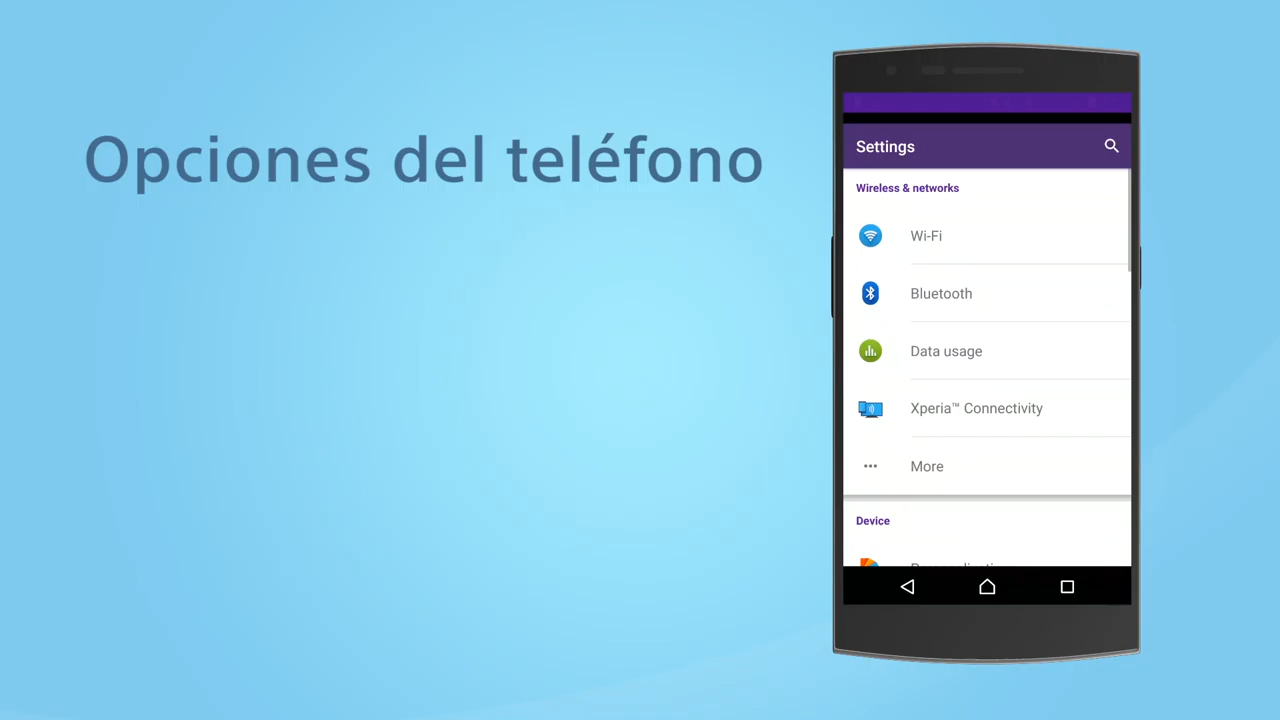 Opciones del teléfono
Settings
Wireless & networks
Wi-Fi
Bluetooth
Data usage
Xperia™ Connectivity
More
Device